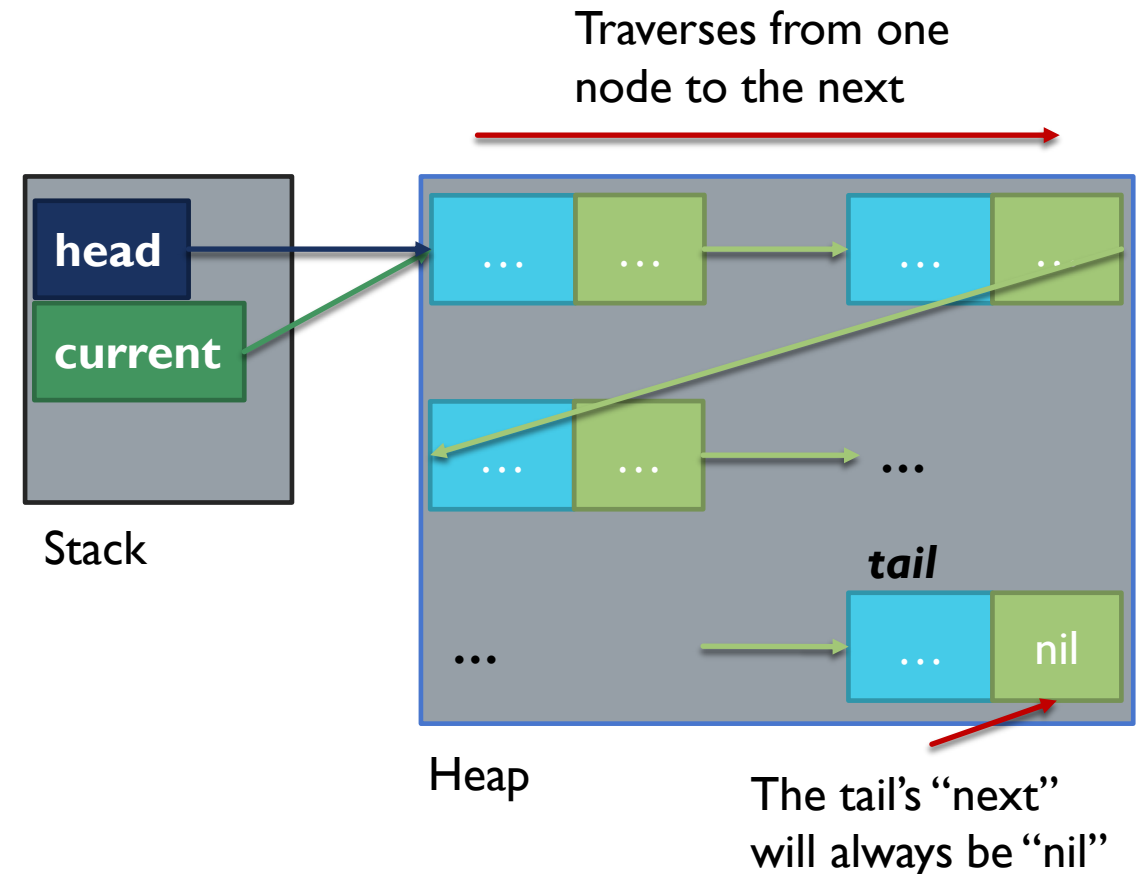 Traverses from one
node to the next
head
current
Stack
... ...
... ...
... ...
...
tail
...
... nil
Heap
The tail’s “next”
will always be “nil”